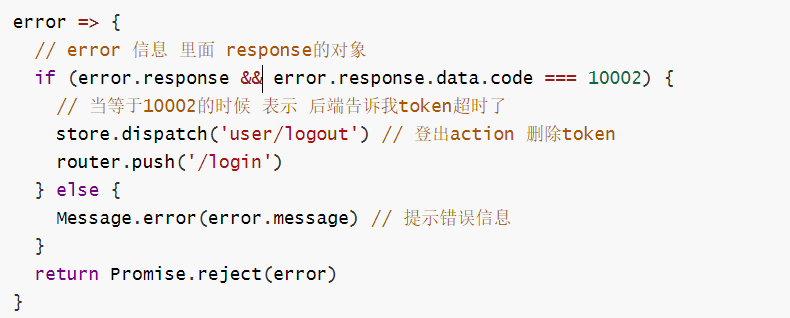 error => {
  // error 信息 里面 response的对象
  if (error.response && error.response.data.code === 10002) {
    // 当等于10002的时候 表示 后端告诉我token超时了
    store.dispatch('user/logout') // 登出action 删除token
    router.push('/login')
  } else {
    Message.error(error.message) // 提示错误信息
  }
  return Promise.reject(error)
}